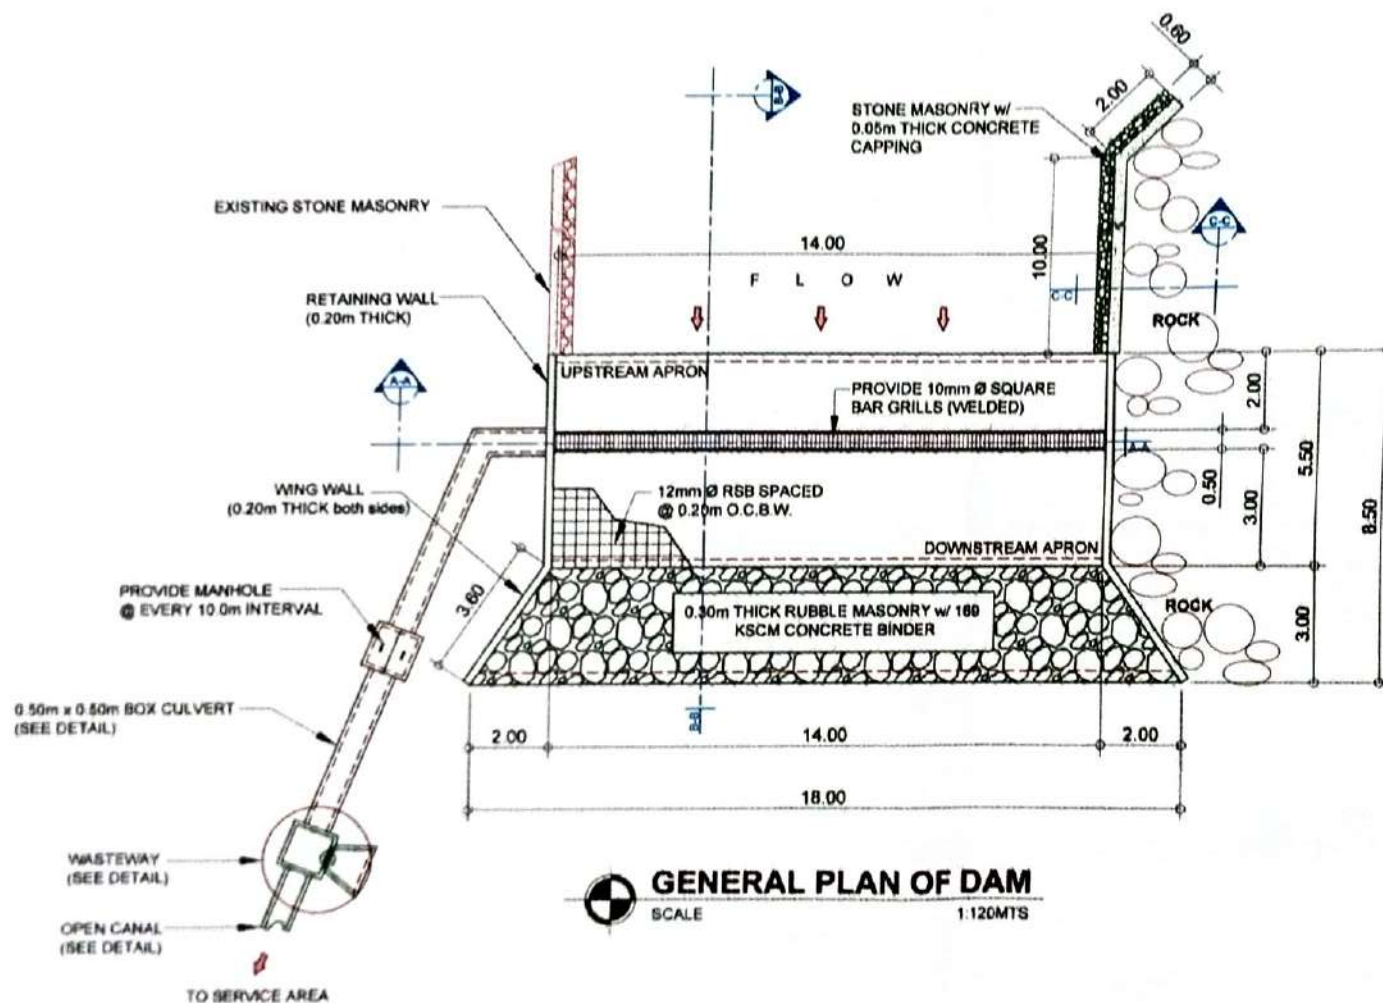 0.60
2.00
B-B
STONE MASONRY w/
0.05m THICK CONCRETE
CAPPING
EXISTING STONE MASONRY
14.00
10.00
C-C
F L O W
RETAINING WALL
(0.20m THICK)
C-C
ROCK
A-A
UPSTREAM APRON
PROVIDE 10mm Ø SQUARE
BAR GRILLS (WELDED)
2.00
A-A
5.50
0.50
3.00
8.50
WING WALL
(0.20m THICK both sides)
12mm Ø RSB SPACED
@ 0.20m O.C.B.W.
DOWNSTREAM APRON
3.60
PROVIDE MANHOLE
@ EVERY 10.0m INTERVAL
0.30m THICK RUBBLE MASONRY w/ 169
KSCM CONCRETE BINDER
ROCK
3.00
0.50m x 0.50m BOX CULVERT
(SEE DETAIL)
B-B
2.00
14.00
2.00
18.00
WASTEWAY
(SEE DETAIL)
GENERAL PLAN OF DAM
SCALE 1:120MTS
OPEN CANAL
(SEE DETAIL)
TO SERVICE AREA